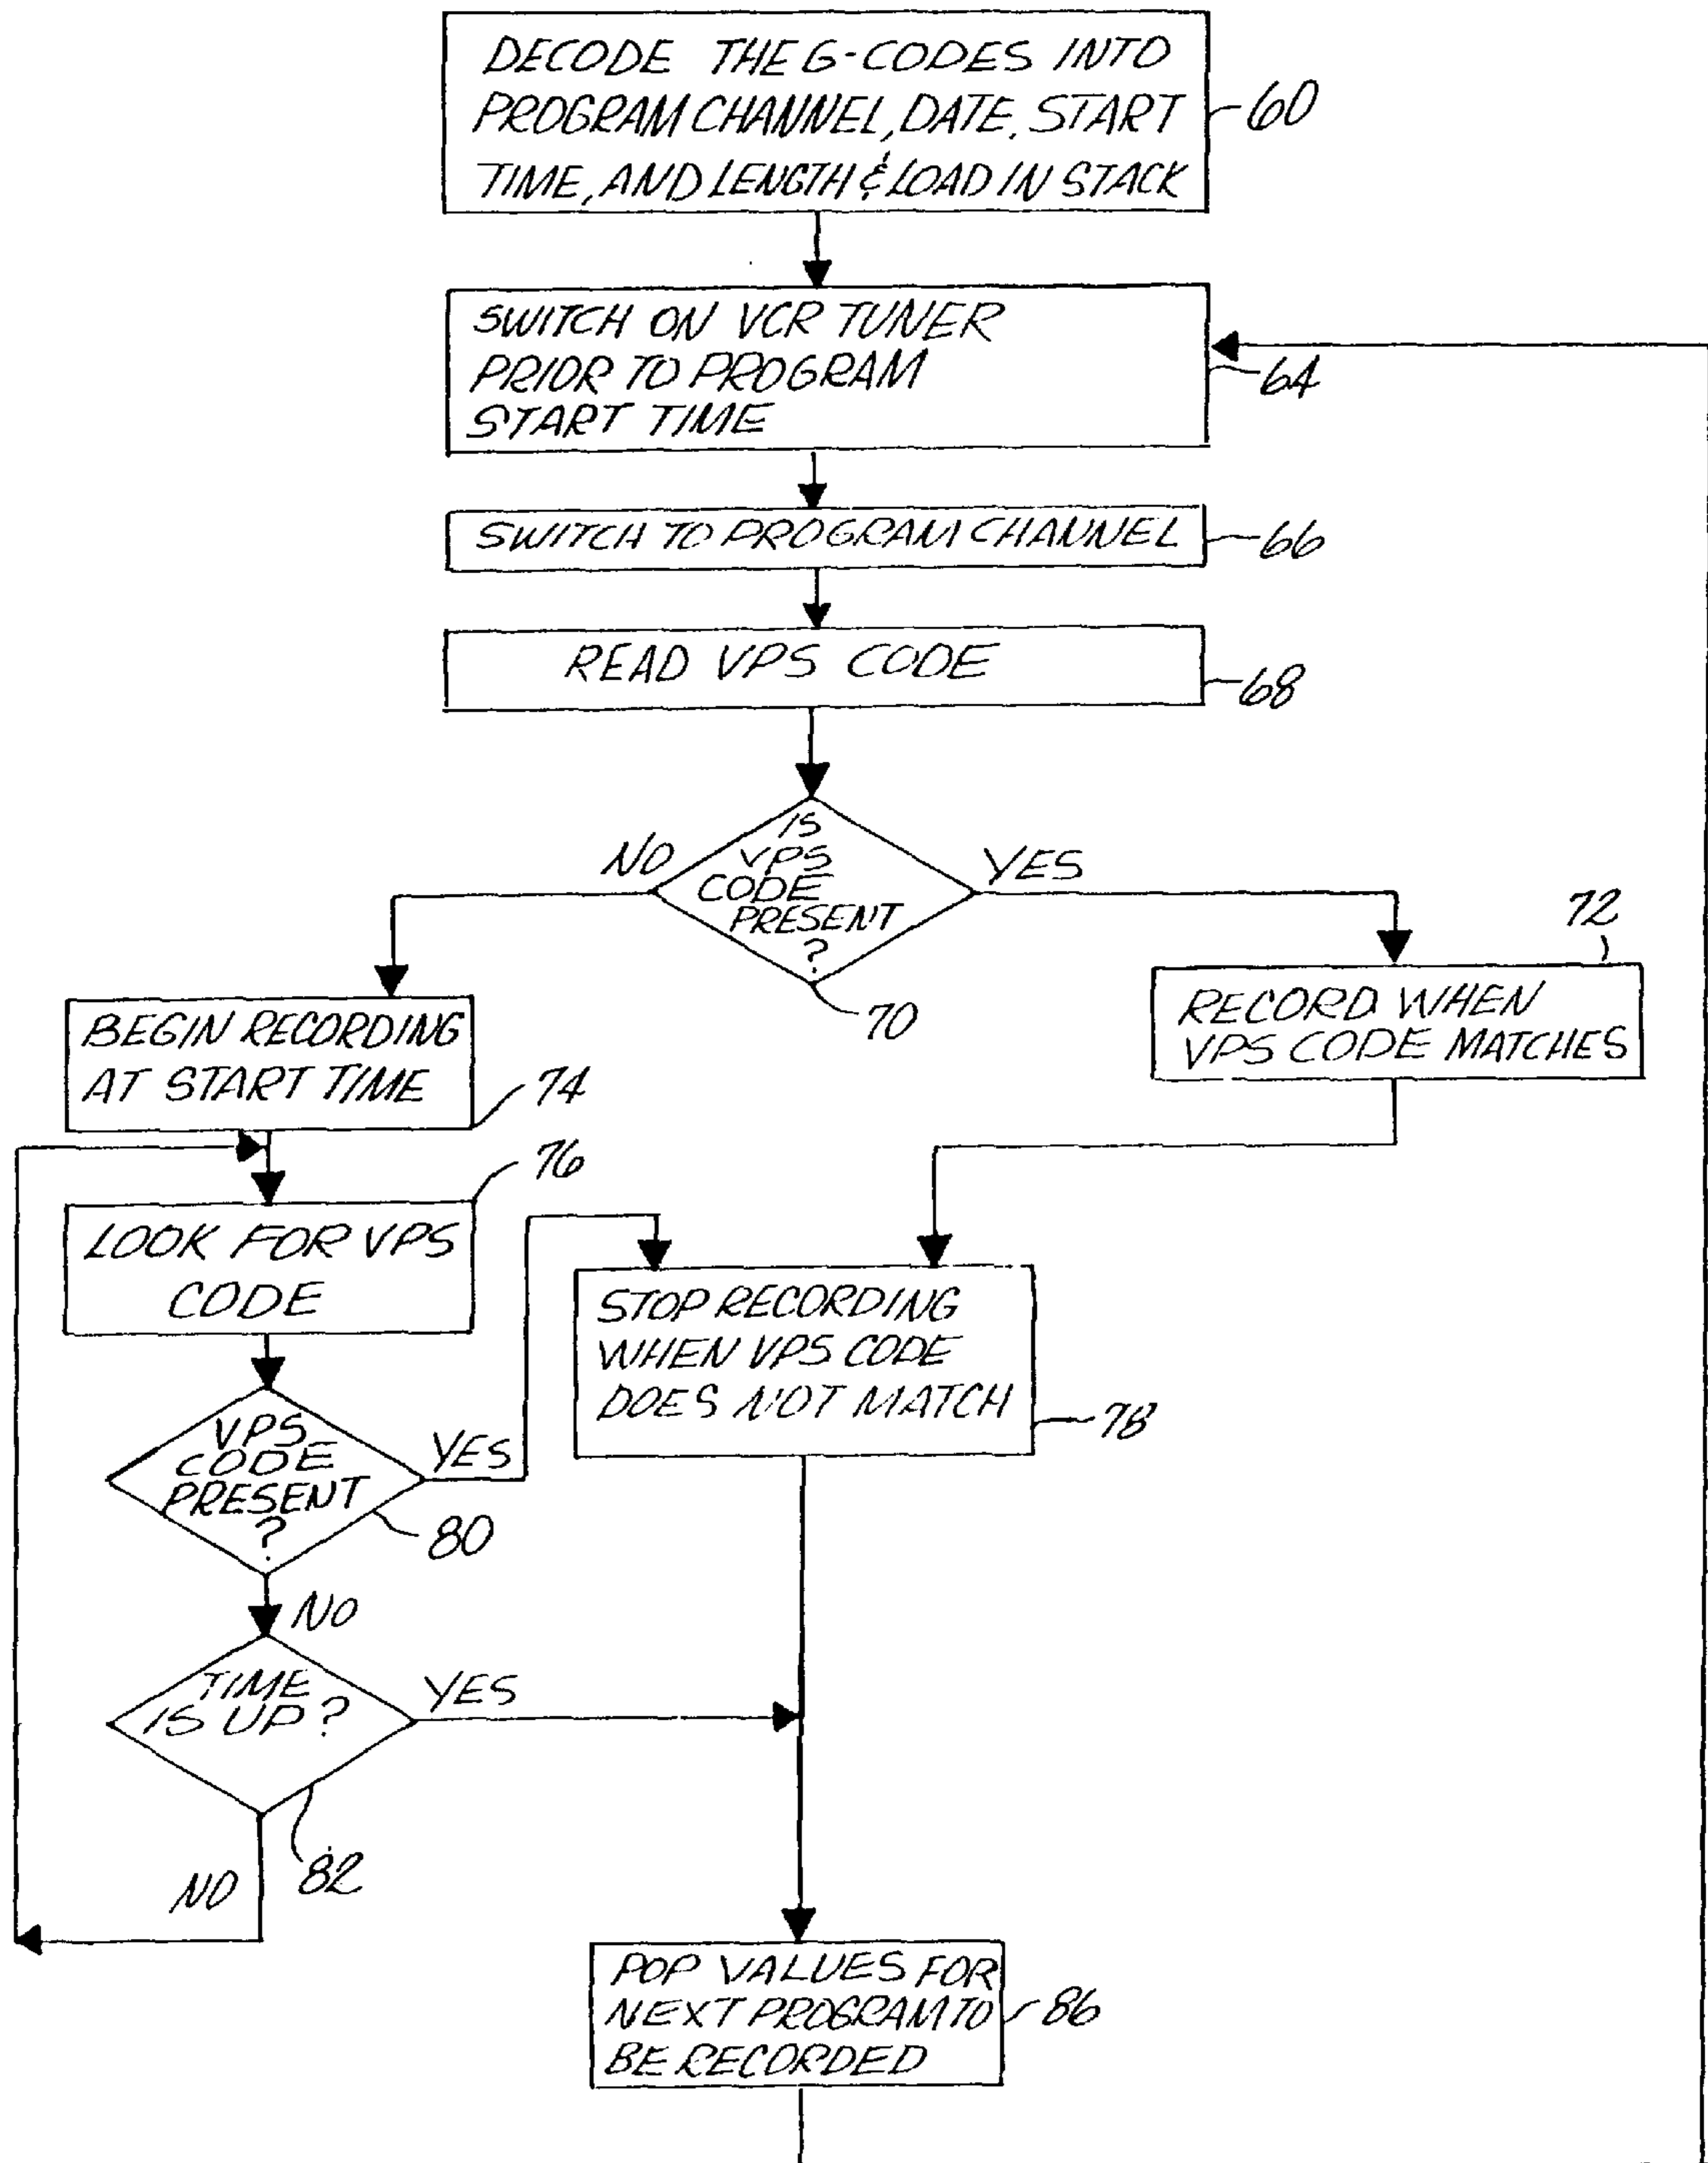 DECODE THE G-CODES INTO
PROGRAM CHANNEL, DATE, START
TIME, AND LENGTH & LOAD IN STACK
60
SWITCH ON VCR TUNER
PRIOR TO PROGRAM
START TIME
64
SWITCH TO PROGRAM CHANNEL
66
READ VPS CODE
68
IS
VPS
CODE
PRESENT
?
NO
YES
70
72
RECORD WHEN
VPS CODE MATCHES
BEGIN RECORDING
AT START TIME
74
76
LOOK FOR VPS
CODE
STOP RECORDING
WHEN VPS CODE
DOES NOT MATCH
78
VPS
CODE
PRESENT
?
YES
80
NO
TIME
IS UP?
YES
82
NO
POP VALUES FOR
NEXT PROGRAM TO
BE RECORDED
86